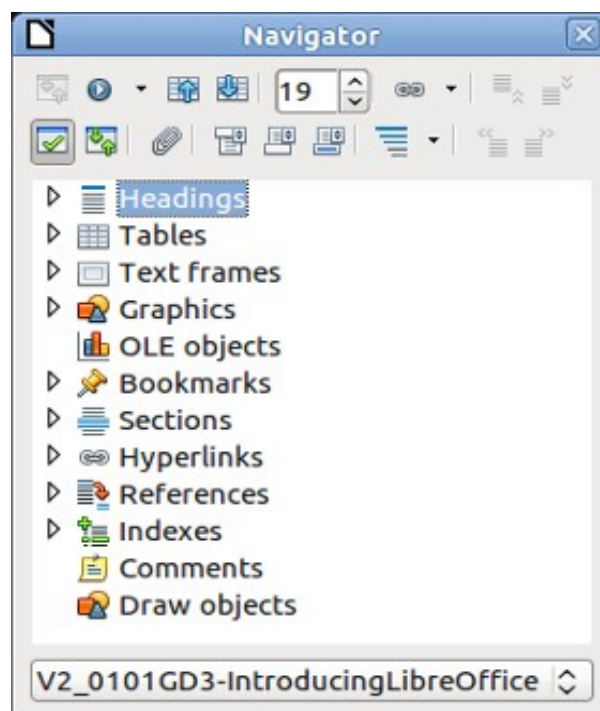 Navigator
19
Headings
Tables
Text frames
Graphics
OLE objects
Bookmarks
Sections
Hyperlinks
References
Indexes
Comments
Draw objects
V2_0101GD3-IntroducingLibreOffice